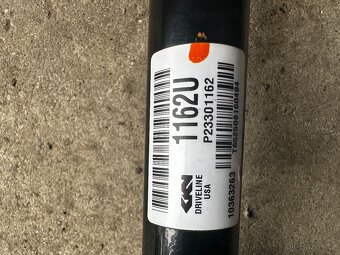 1162U
P23301162
GKN
DRIVELINE
USA
10363263